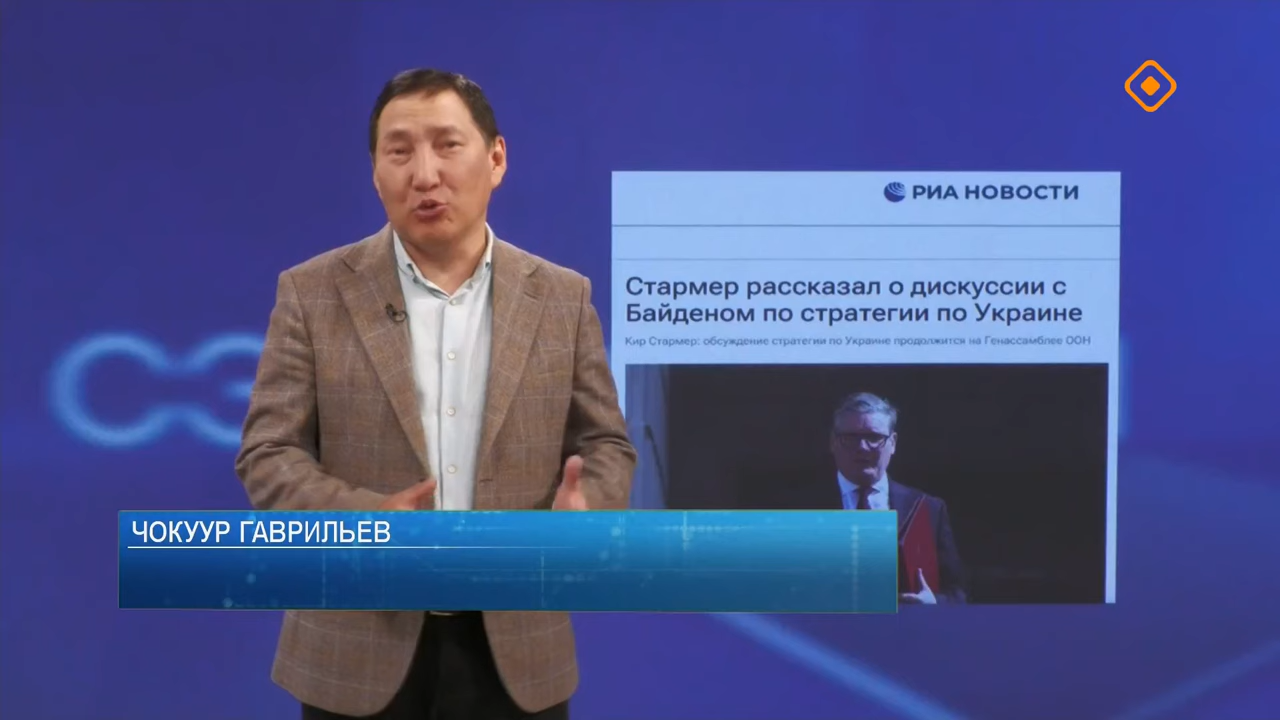 РИА НОВОСТИ
Стармер рассказал о дискуссии с
Байденом по стратегии по Украине
Кир Стармер: обсуждение стратегии по Украине продолжится на Генассамблее ООН
ЧОКУУР ГАВРИЛЬЕВ